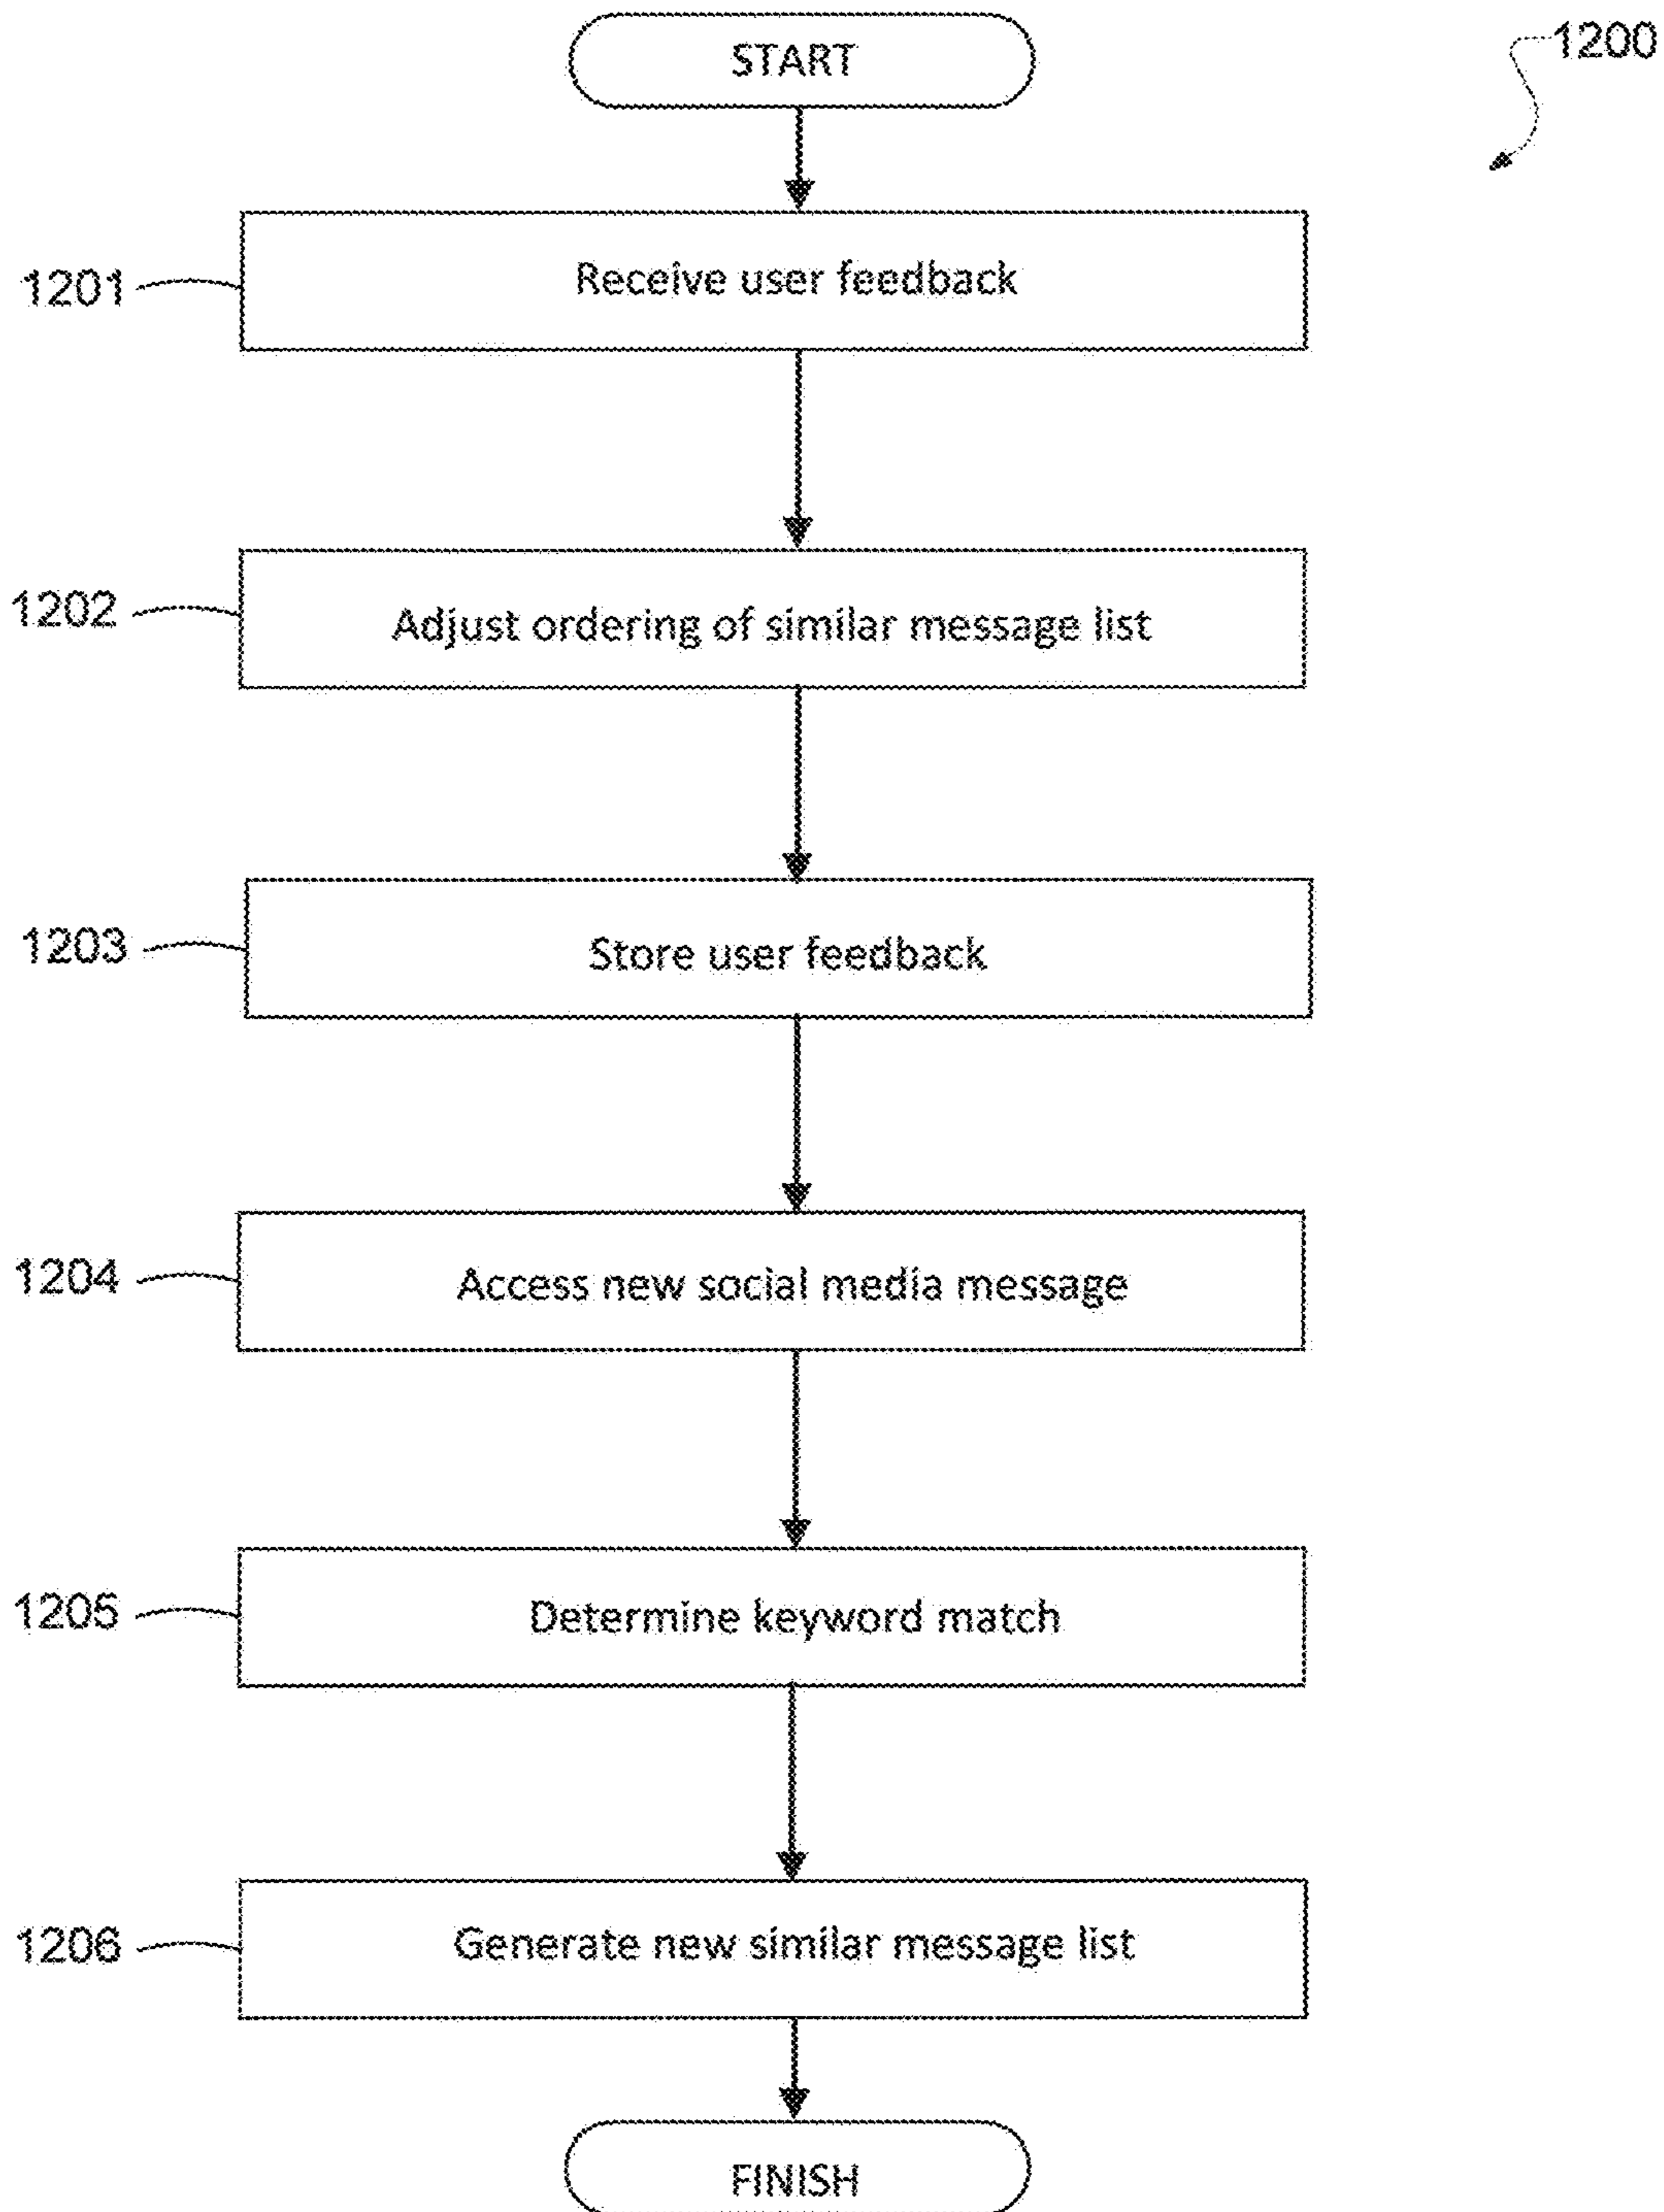 START
1200
1201
Receive user feedback
1202
Adjust ordering of similar message list
1203
Store user feedback
1204
Access new social media message
1205
Determine keyword match
1206
Generate new similar message list
FINISH